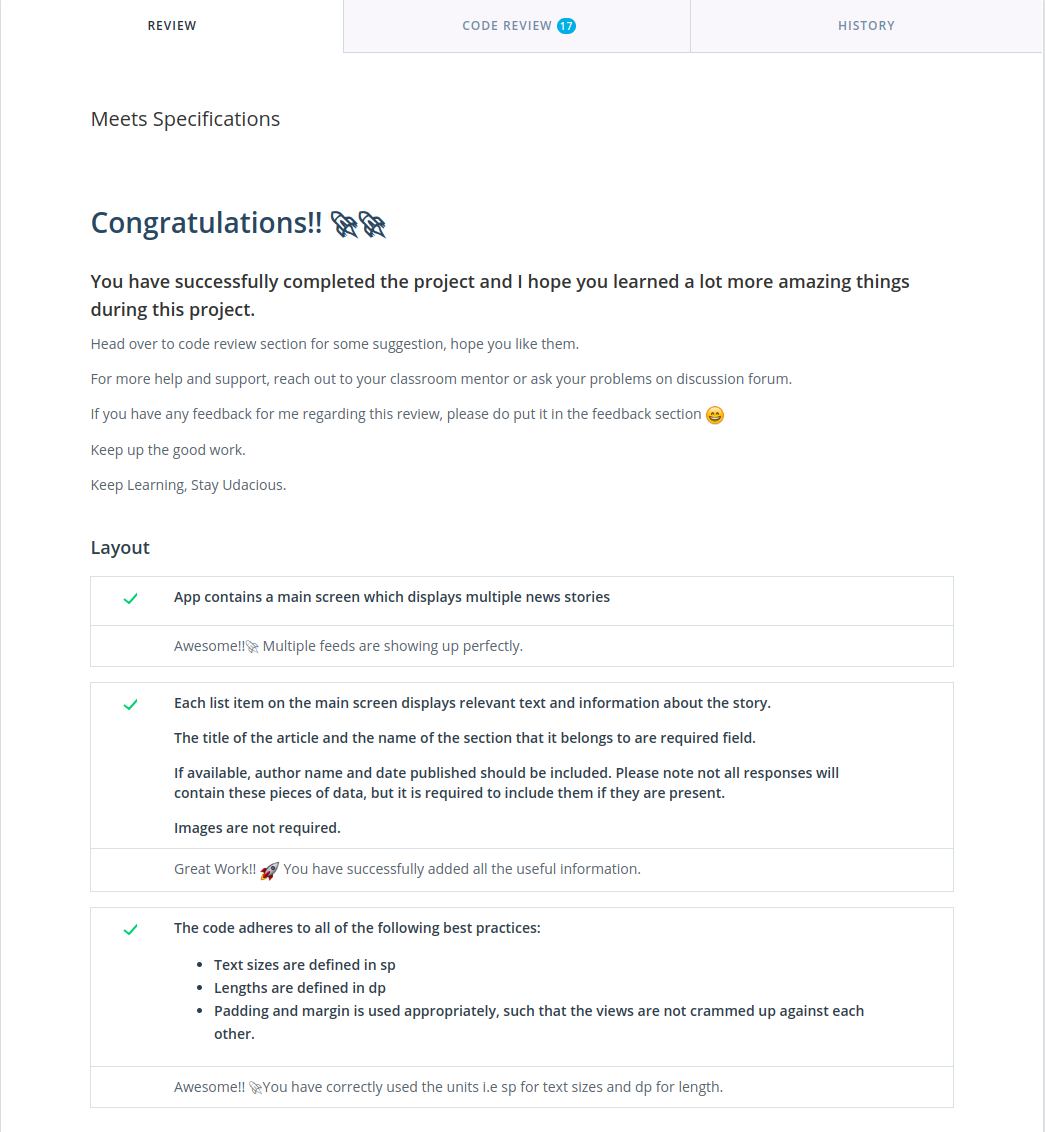 REVIEW
CODE REVIEW 17
HISTORY
Meets Specifications
Congratulations!! 🚀🚀
You have successfully completed the project and I hope you learned a lot more amazing things
during this project.
Head over to code review section for some suggestion, hope you like them.
For more help and support, reach out to your classroom mentor or ask your problems on discussion forum.
If you have any feedback for me regarding this review, please do put it in the feedback section 😄
Keep up the good work.
Keep Learning, Stay Udacious.
Layout
App contains a main screen which displays multiple news stories
Awesome!!🚀 Multiple feeds are showing up perfectly.
Each list item on the main screen displays relevant text and information about the story.
The title of the article and the name of the section that it belongs to are required field.
If available, author name and date published should be included. Please note not all responses will
contain these pieces of data, but it is required to include them if they are present.
Images are not required.
Great Work!! 🚀 You have successfully added all the useful information.
The code adheres to all of the following best practices:
• Text sizes are defined in sp
• Lengths are defined in dp
• Padding and margin is used appropriately, such that the views are not crammed up against each
other.
Awesome!! 🚀You have correctly used the units i.e sp for text sizes and dp for length.